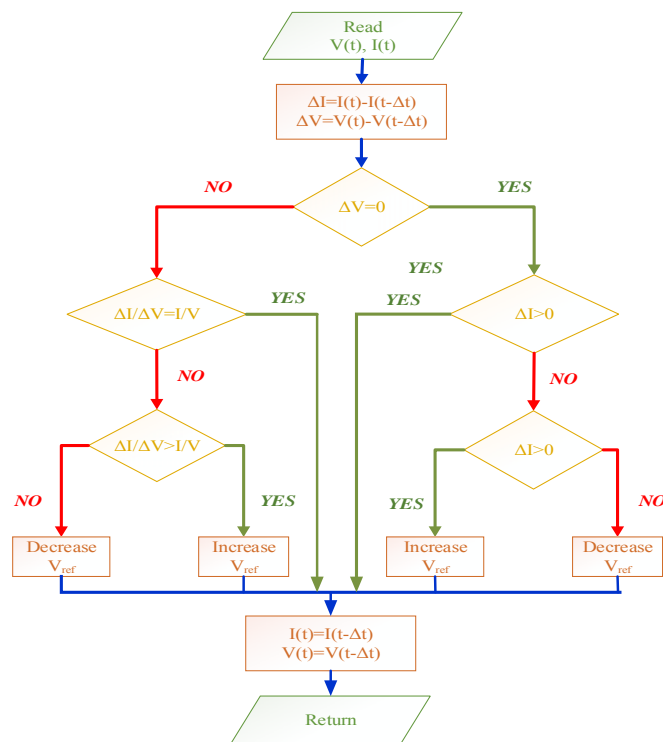 Read
V(t), I(t)
ΔI=I(t)-I(t-Δt)
ΔV=V(t)-V(t-Δt)
NO
YES
ΔV=0
YES
ΔI/ΔV=I/V
YES
YES
ΔI>0
NO
NO
ΔI/ΔV>I/V
ΔI>0
NO
YES
YES
NO
Decrease
Vref
Increase
Vref
Increase
Vref
Decrease
Vref
I(t)=I(t-Δt)
V(t)=V(t-Δt)
Return